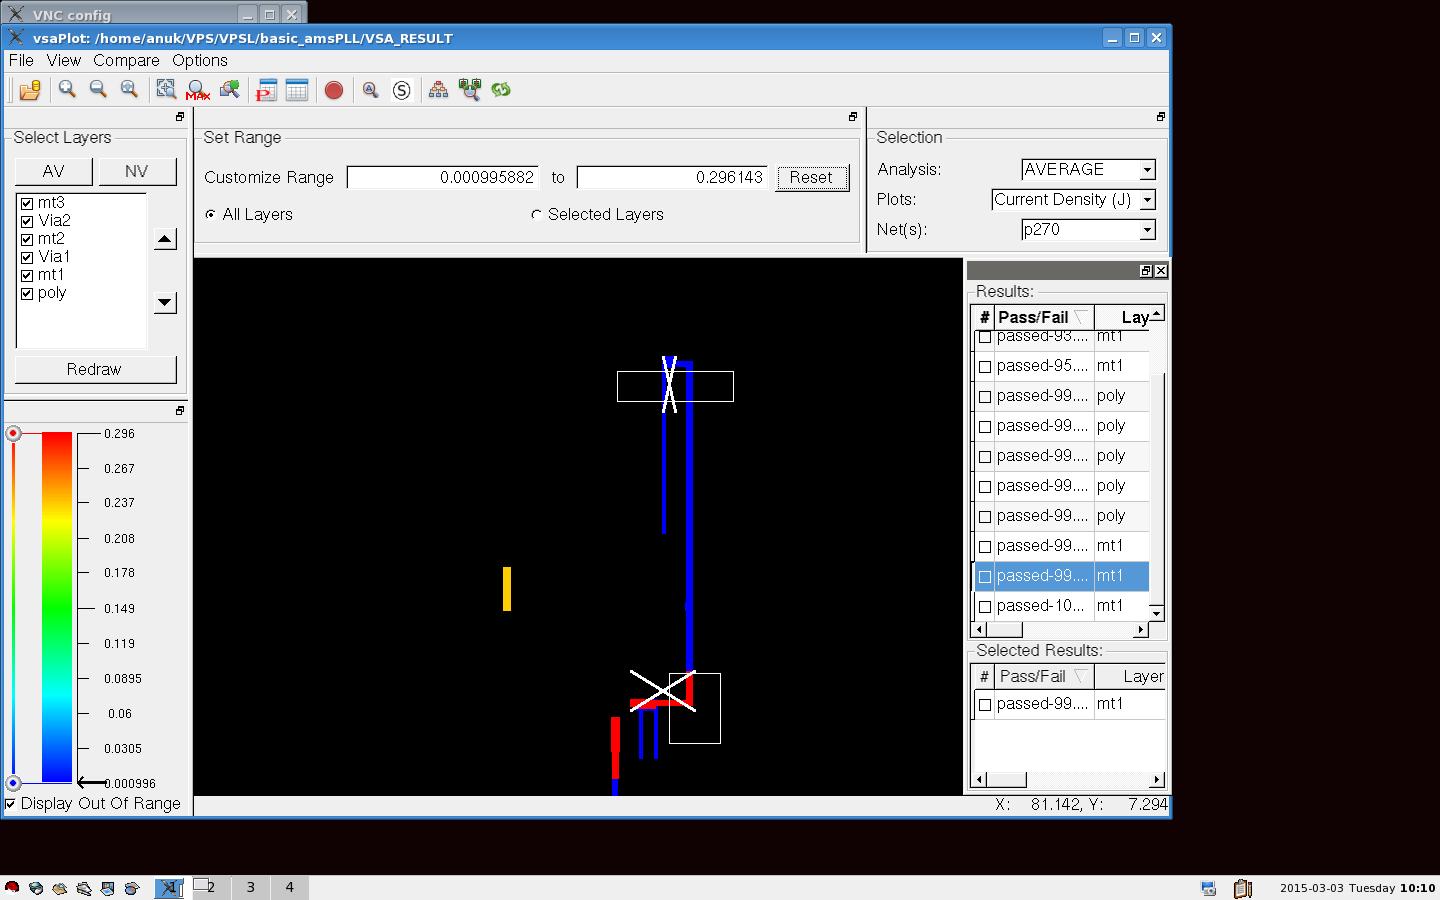 VNC config
vsaPlot: /home/anuk/VPS/VPSL/basic_amsPLL/VSA_RESULT
File View Compare Options
MAX P S
Select Layers
AV NV
mt3
Via2
mt2
Via1
mt1
poly
Redraw
Set Range
Customize Range 0.000995882 to 0.296143 Reset
All Layers Selected Layers
Selection
Analysis: AVERAGE
Plots: Current Density (J)
Net(s): p270
0.296
0.267
0.237
0.208
0.178
0.149
0.119
0.0895
0.06
0.0305
0.000996
Display Out Of Range
Results:
# Pass/Fail Lay
passed-93.... mt1
passed-95.... mt1
passed-99.... poly
passed-99.... poly
passed-99.... poly
passed-99.... poly
passed-99.... poly
passed-99.... mt1
passed-99.... mt1
passed-10... mt1
Selected Results:
# Pass/Fail Layer
passed-99.... mt1
X: 81.142, Y: 7.294
1 2 3 4
2015-03-03 Tuesday 10:10